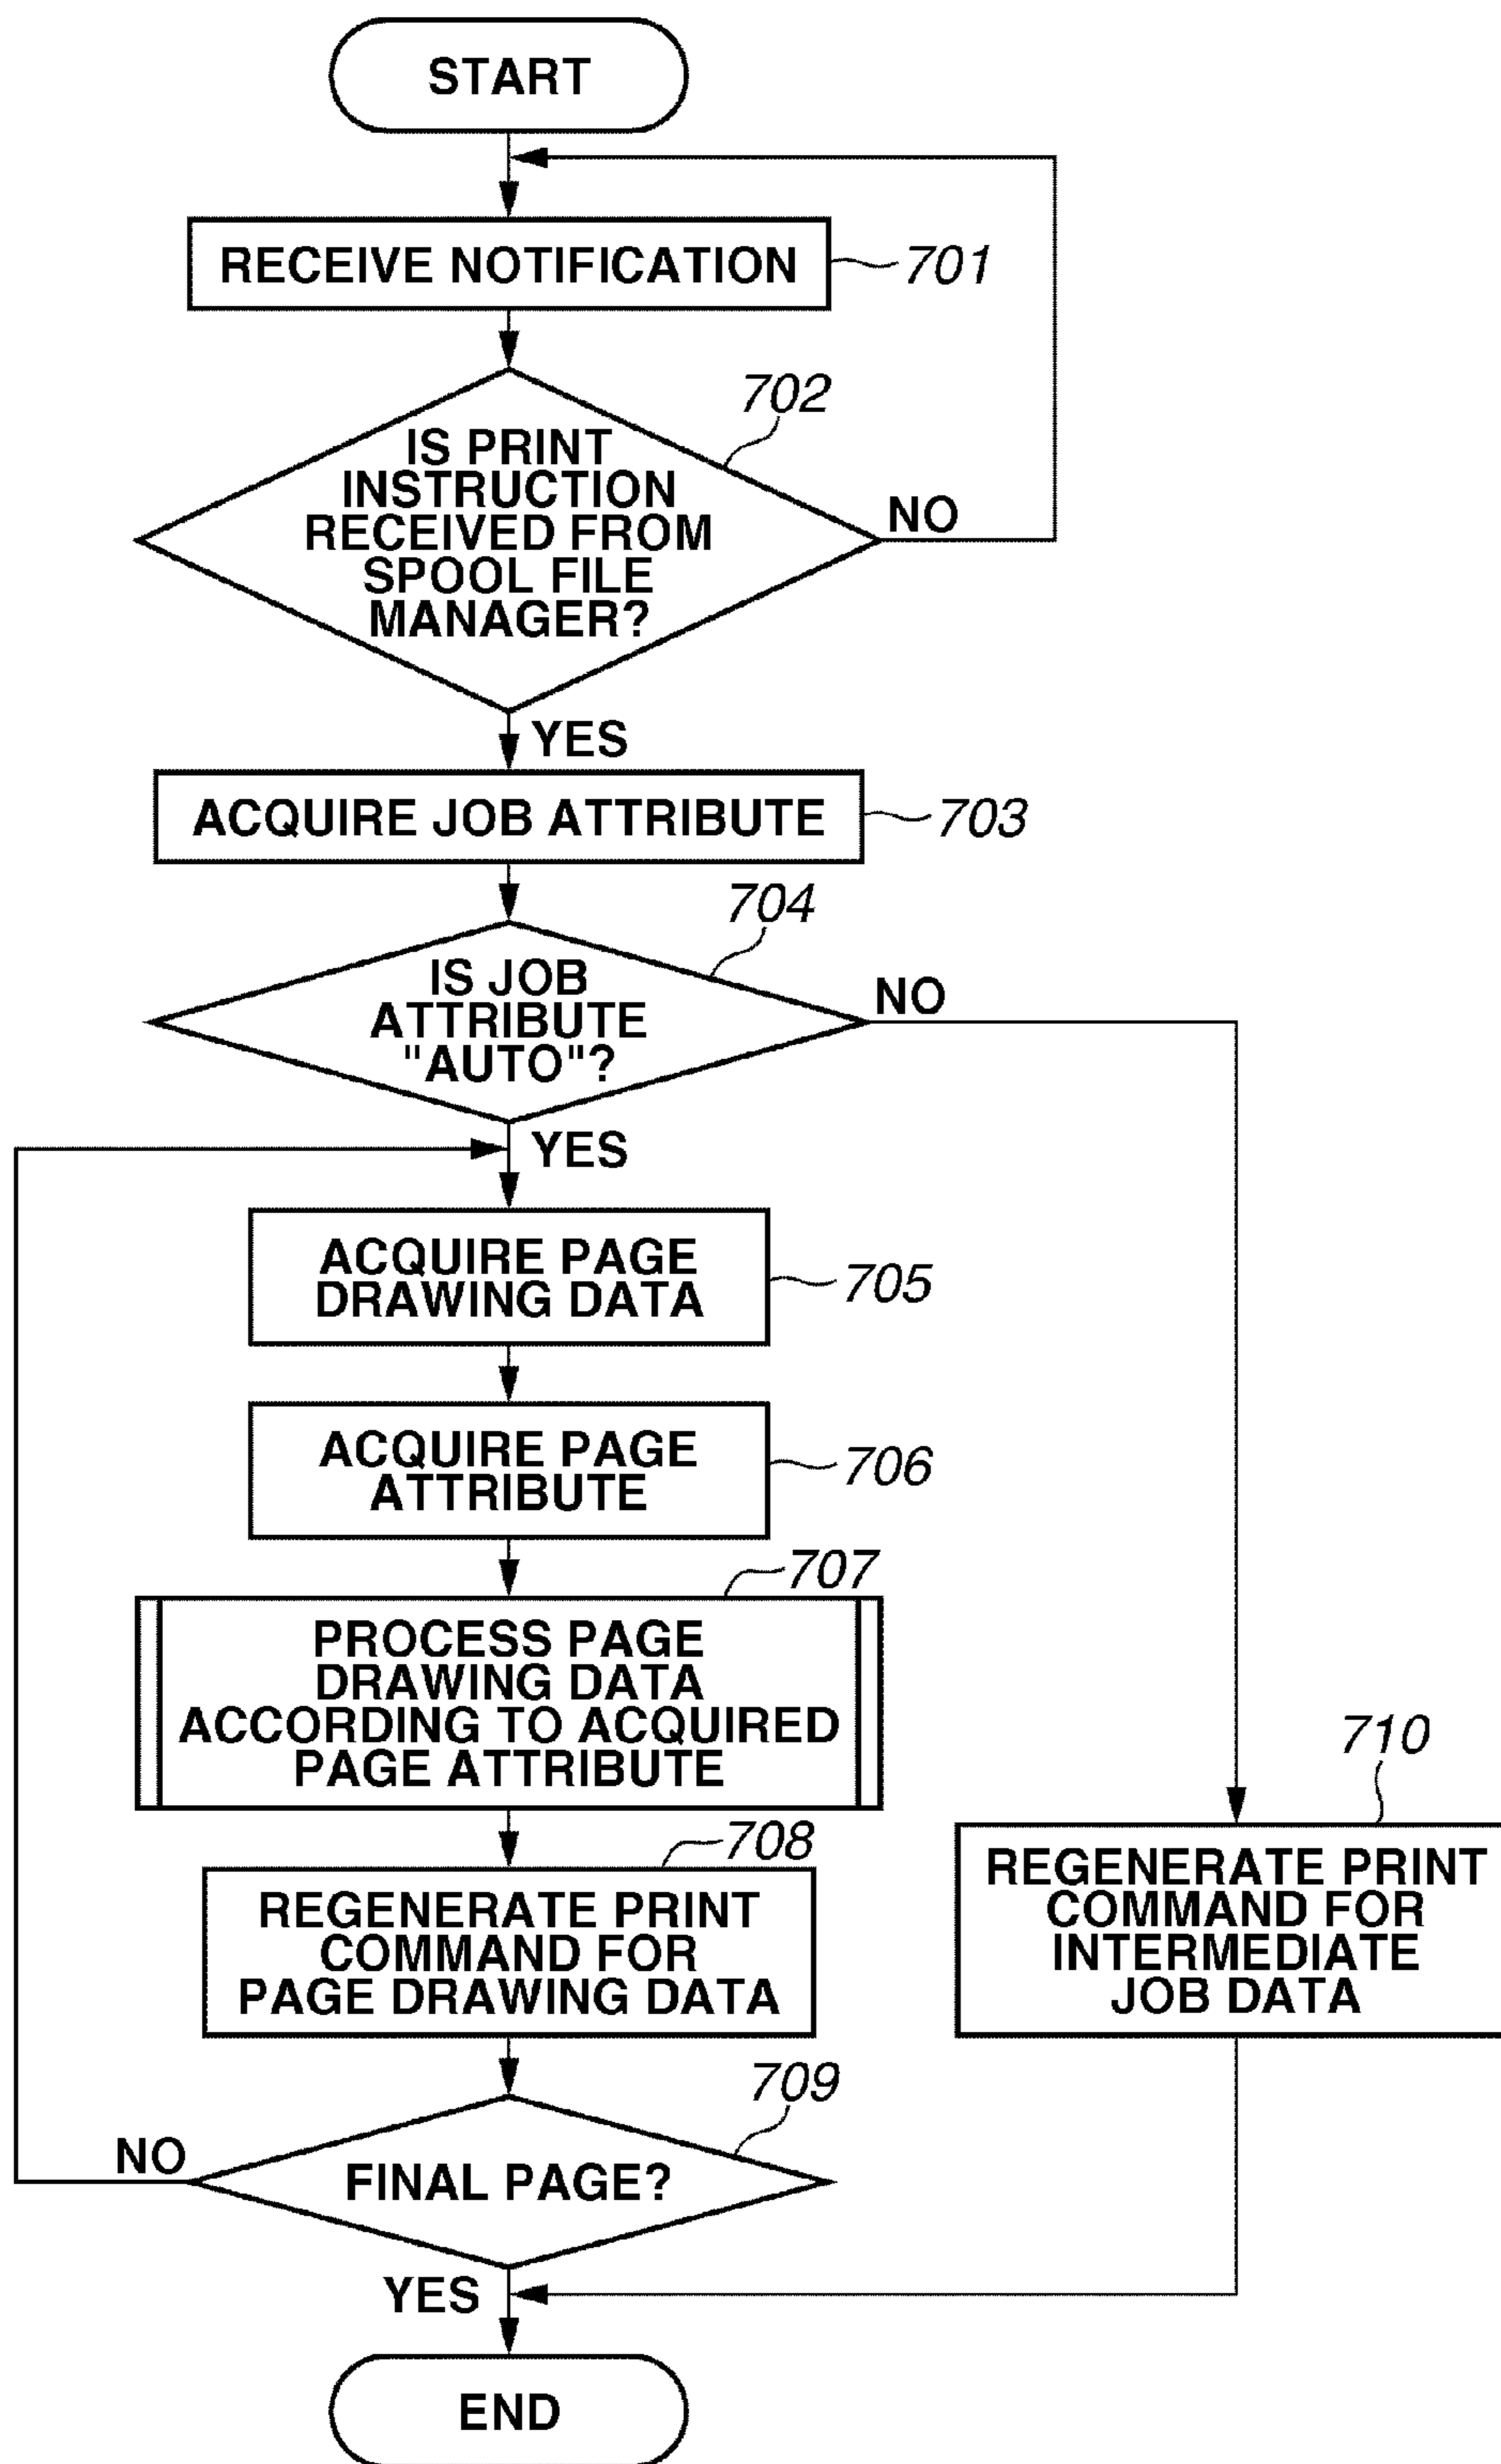 START
RECEIVE NOTIFICATION
701
702
IS PRINT
INSTRUCTION
RECEIVED FROM
SPOOL FILE
MANAGER?
NO
YES
ACQUIRE JOB ATTRIBUTE
703
704
IS JOB
ATTRIBUTE
"AUTO"?
NO
YES
ACQUIRE PAGE
DRAWING DATA
705
ACQUIRE PAGE
ATTRIBUTE
706
707
PROCESS PAGE
DRAWING DATA
ACCORDING TO ACQUIRED
PAGE ATTRIBUTE
708
REGENERATE PRINT
COMMAND FOR
PAGE DRAWING DATA
710
REGENERATE PRINT
COMMAND FOR
INTERMEDIATE
JOB DATA
709
FINAL PAGE?
NO
YES
END